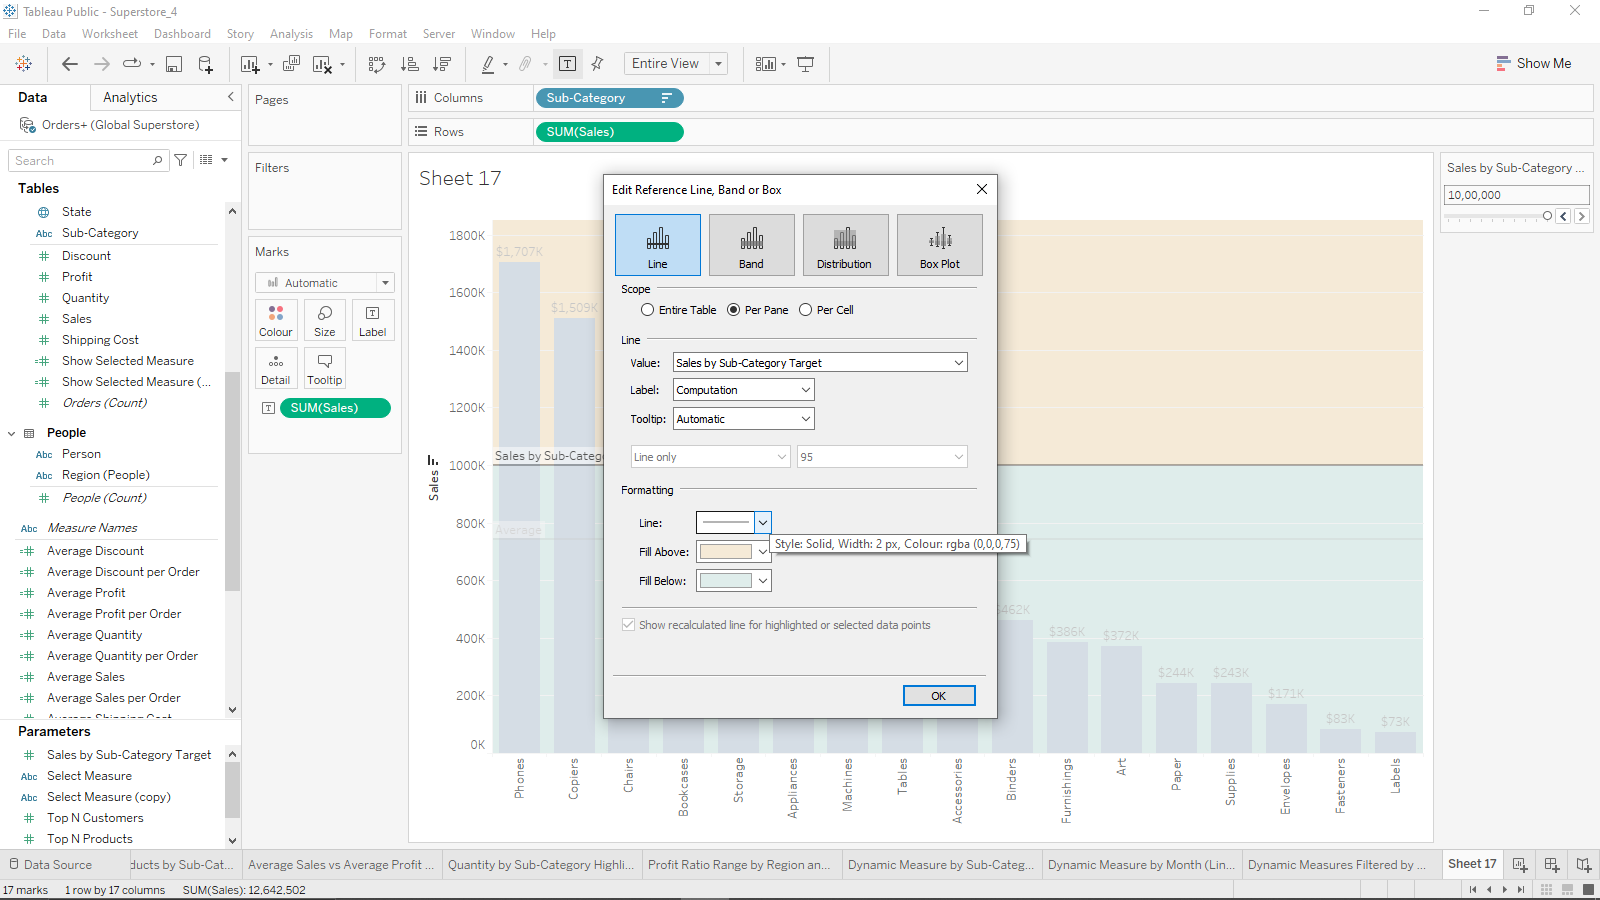 Tableau Public - Superstore_4
File Data Worksheet Dashboard Story Analysis Map Format Server Window Help
Entire View
Show Me
Data Analytics
Orders+ (Global Superstore)
Search
Tables
State
Abc Sub-Category
Discount
Profit
Quantity
Sales
Shipping Cost
Show Selected Measure
Show Selected Measure (...
Orders (Count)
People
Abc Person
Abc Region (People)
People (Count)
Abc Measure Names
Average Discount
Average Discount per Order
Average Profit
Average Profit per Order
Average Quantity
Average Quantity per Order
Average Sales
Average Sales per Order
Average Shipping Cost
Parameters
Sales by Sub-Category Target
Abc Select Measure
Abc Select Measure (copy)
Top N Customers
Top N Products
Pages
Filters
Marks
Automatic
Colour Size Label
Detail Tooltip
SUM(Sales)
Columns Sub-Category
Rows SUM(Sales)
Sheet 17
Sales by Sub-Category ...
10,00,000
Sales
1800K
1600K
1400K
1200K
1000K
800K
600K
400K
200K
0K
$1,707K
$1,509K
Sales by Sub-Categ
Average
$462K
$386K
$372K
$244K
$243K
$171K
$83K
$73K
Phones
Copiers
Chairs
Bookcases
Storage
Appliances
Machines
Tables
Accessories
Binders
Furnishings
Art
Paper
Supplies
Envelopes
Fasteners
Labels
Edit Reference Line, Band or Box
Line Band Distribution Box Plot
Scope
Entire Table Per Pane Per Cell
Line
Value: Sales by Sub-Category Target
Label: Computation
Tooltip: Automatic
Line only 95
Formatting
Line:
Style: Solid, Width: 2 px, Colour: rgba (0,0,0,75)
Fill Above:
Fill Below:
Show recalculated line for highlighted or selected data points
OK
Data Source ducts by Sub-Cat... Average Sales vs Average Profit ... Quantity by Sub-Category Highli... Profit Ratio Range by Region an... Dynamic Measure by Sub-Categ... Dynamic Measure by Month (Lin... Dynamic Measures Filtered by ... Sheet 17
17 marks 1 row by 17 columns SUM(Sales): 12,642,502